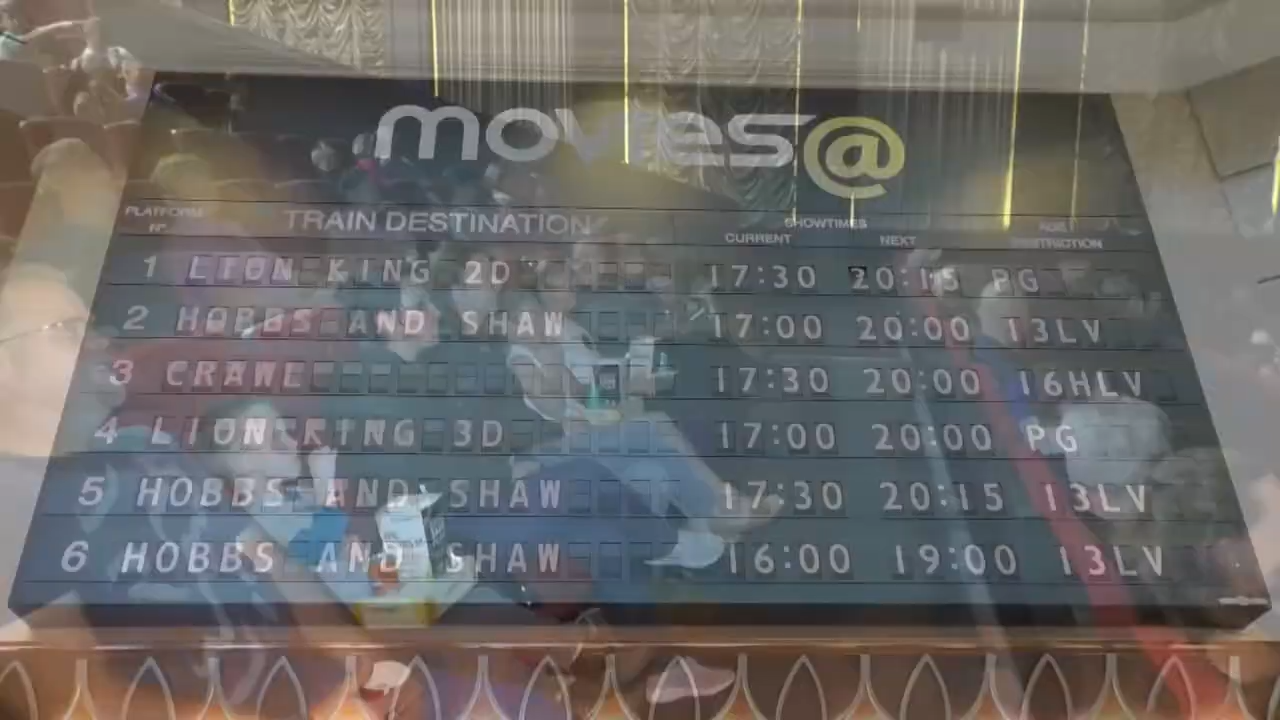 movies@
PLATFORM Nº TRAIN DESTINATION SHOWTIMES CURRENT NEXT AGE RESTRICTION
1 LION KING 2D 17:30 20:15 PG
2 HOBBS AND SHAW 17:00 20:00 13LV
3 CRAWL 17:30 20:00 16HLV
4 LION KING 3D 17:00 20:00 PG
5 HOBBS AND SHAW 17:30 20:15 13LV
6 HOBBS AND SHAW 16:00 19:00 13LV